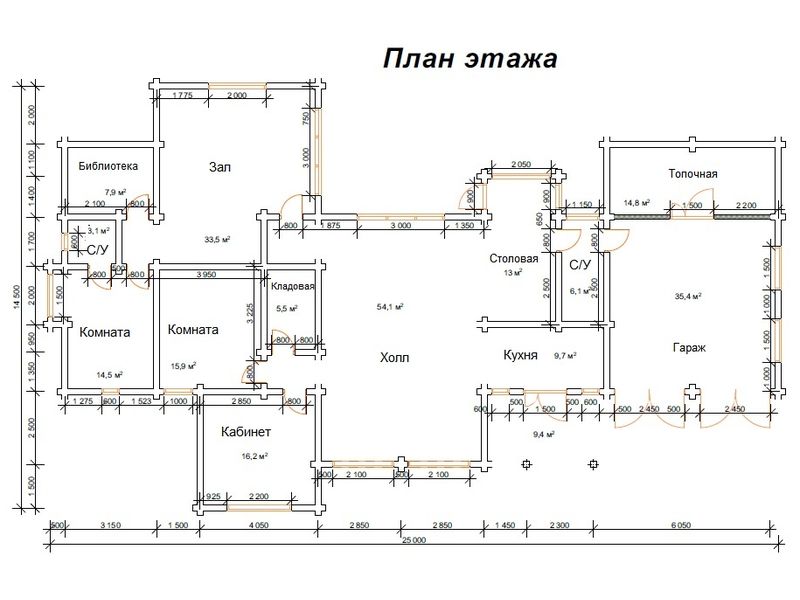 План этажа
1 775
2 000
750
3 000
2 000
1 100
1 400
1 700
2 000
950
1 350
2 500
1 500
14 500
Библиотека
7,9 м²
2 100
800
Зал
33,5 м²
800
1 875
3 000
1 350
900
2 050
900
650
1 150
Топочная
14,8 м²
1 500
2 200
3,1 м²
600
С/У
800
500
800
3 950
1 500
Комната
14,5 м²
Комната
15,9 м²
3 225
Кладовая
5,5 м²
800
800
800
54,1 м²
Холл
Столовая
13 м²
800
2 500
С/У
6,1 м²
800
2 500
Кухня
9,7 м²
35,4 м²
Гараж
1 500
1 000
1 500
1 000
1 275
600
1 523
1000
2 850
800
Кабинет
16,2 м²
925
2 200
500
2 100
500
2 100
600
500
1 500
500
600
9,4 м²
500
2 450
500
2 450
500
3 150
1 500
4 050
2 850
2 850
1 450
2 300
6 050
25 000